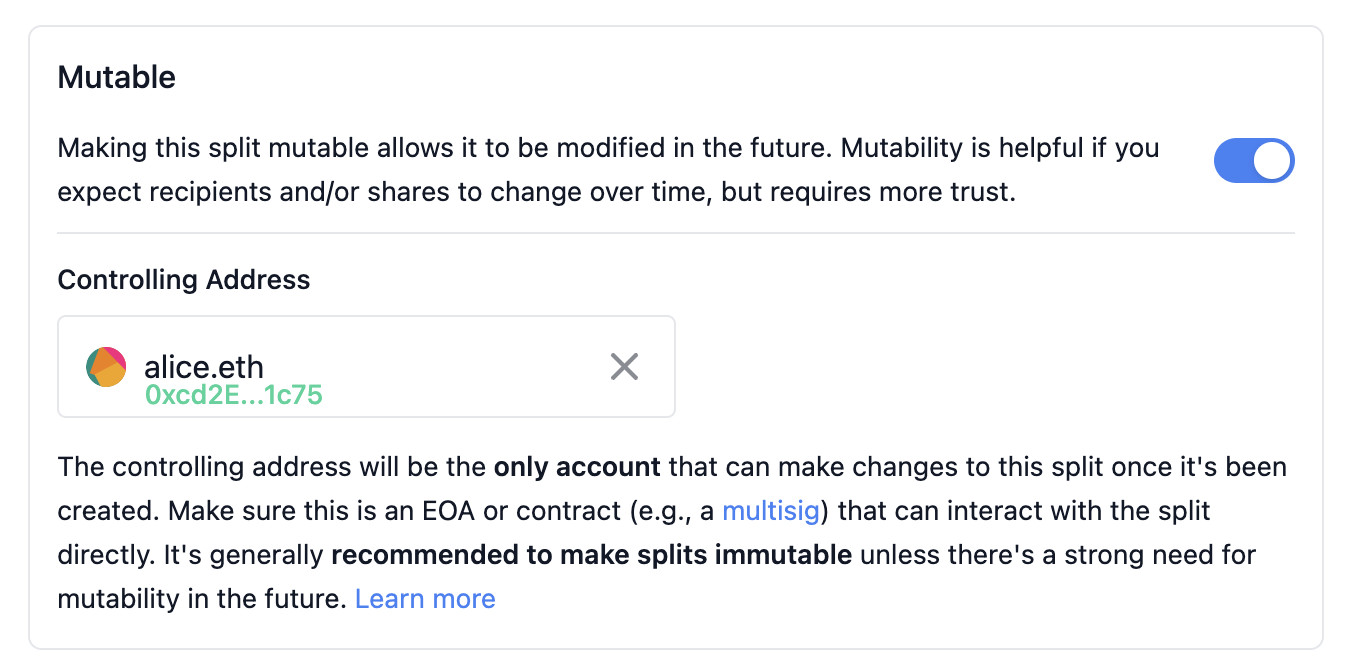 Mutable
Making this split mutable allows it to be modified in the future. Mutability is helpful if you
expect recipients and/or shares to change over time, but requires more trust.
Controlling Address
alice.eth
0xcd2E...1c75
The controlling address will be the only account that can make changes to this split once it's been
created. Make sure this is an EOA or contract (e.g., a multisig) that can interact with the split
directly. It's generally recommended to make splits immutable unless there's a strong need for
mutability in the future. Learn more